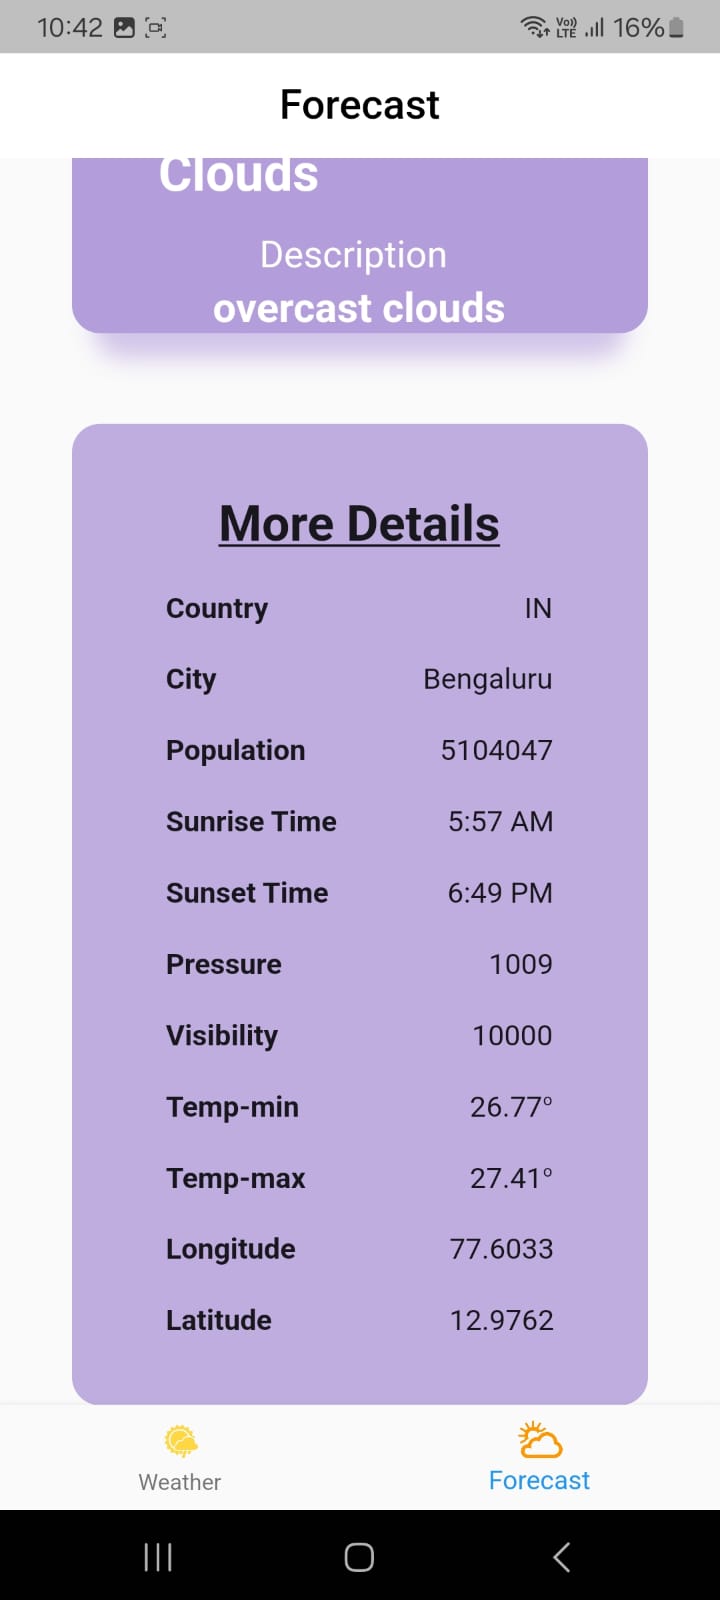 10:42 Vo)) LTE 16%
Forecast
Clouds
Description
overcast clouds
More Details
Country IN
City Bengaluru
Population 5104047
Sunrise Time 5:57 AM
Sunset Time 6:49 PM
Pressure 1009
Visibility 10000
Temp-min 26.77°
Temp-max 27.41°
Longitude 77.6033
Latitude 12.9762
Weather Forecast